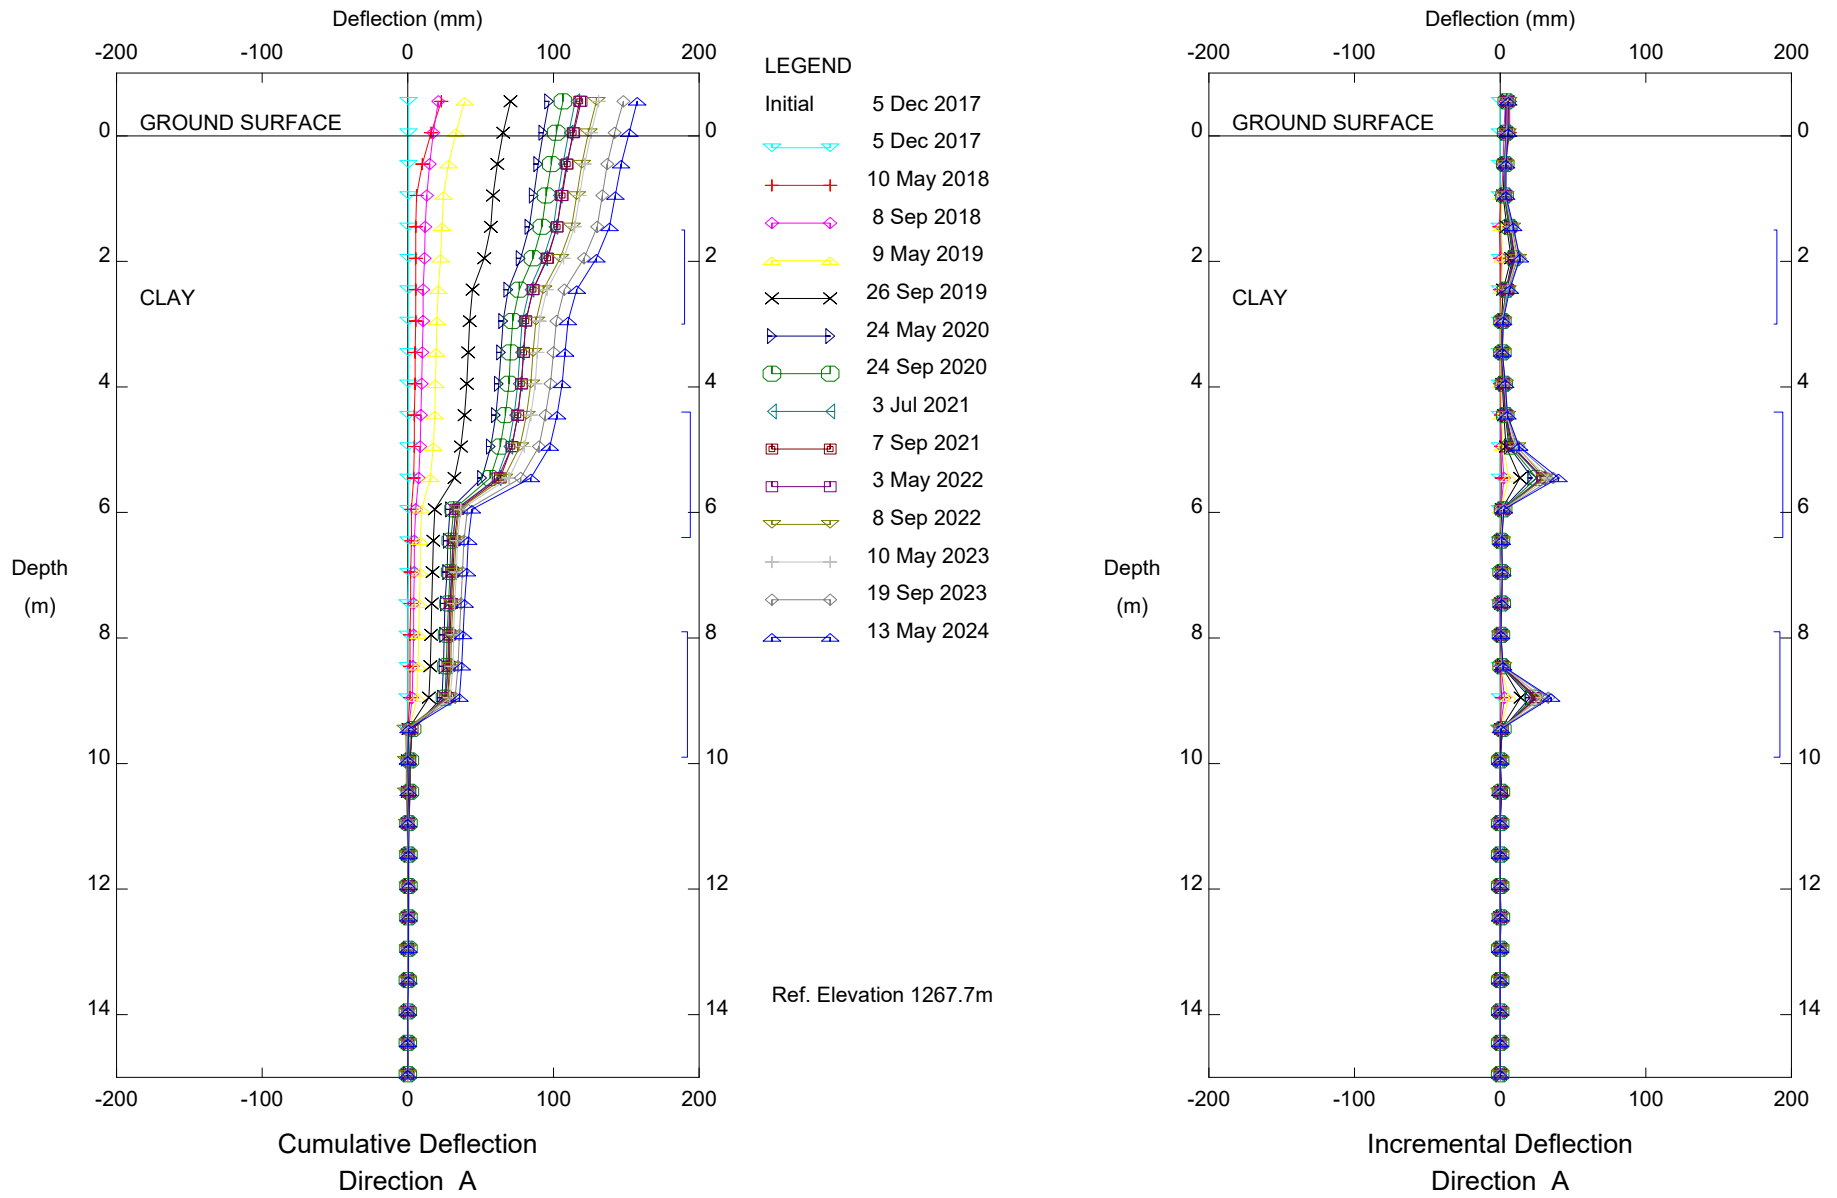 Deflection (mm)
-200 -100 0 100 200
GROUND SURFACE
CLAY
0 0
2 2
4 4
6 6
8 8
10 10
12 12
14 14
Depth
(m)
-200 -100 0 100 200
Cumulative Deflection
Direction A
LEGEND
Initial 5 Dec 2017
5 Dec 2017
10 May 2018
8 Sep 2018
9 May 2019
26 Sep 2019
24 May 2020
24 Sep 2020
3 Jul 2021
7 Sep 2021
3 May 2022
8 Sep 2022
10 May 2023
19 Sep 2023
13 May 2024
Ref. Elevation 1267.7m
Deflection (mm)
-200 -100 0 100 200
GROUND SURFACE
CLAY
0 0
2 2
4 4
6 6
8 8
10 10
12 12
14 14
Depth
(m)
-200 -100 0 100 200
Incremental Deflection
Direction A